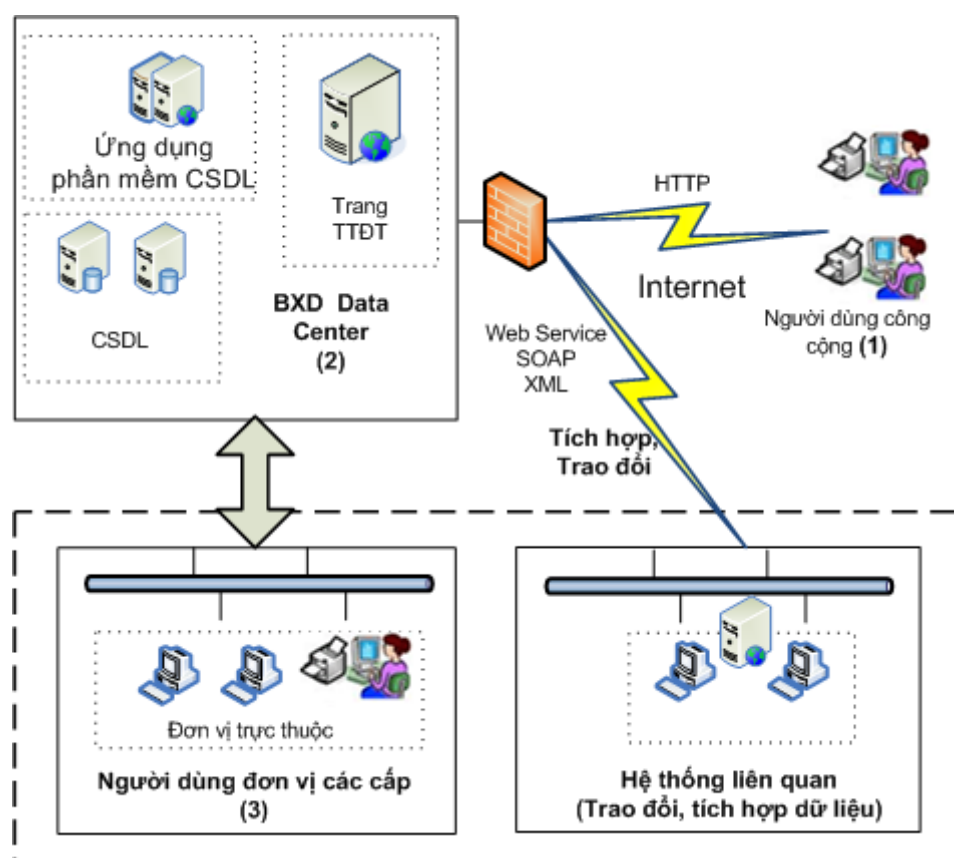 Ứng dụng
phần mềm CSDL
Trang
TTĐT
CSDL
BXD Data
Center
(2)
HTTP
Internet
Người dùng công
cộng (1)
Web Service
SOAP
XML
Tích hợp,
Trao đổi
Đơn vị trực thuộc
Người dùng đơn vị các cấp
(3)
Hệ thống liên quan
(Trao đổi, tích hợp dữ liệu)